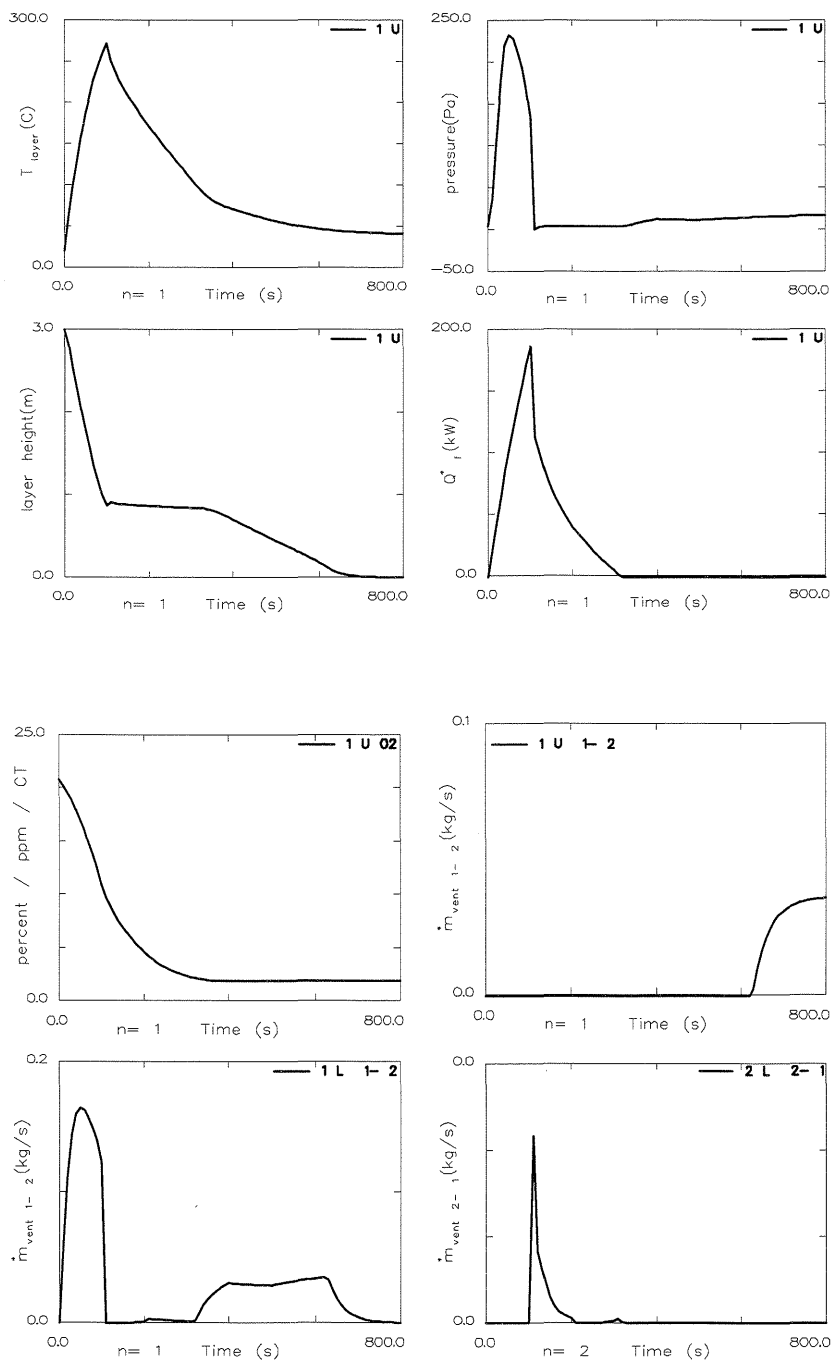 300.0
1 U
T layer (C)
0.0
0.0
n= 1 Time (s)
800.0
250.0
1 U
pressure(Pa)
−50.0
0.0
n= 1 Time (s)
800.0
3.0
1 U
layer height(m)
0.0
0.0
n= 1 Time (s)
800.0
200.0
1 U
Q f (kW)
0.0
0.0
n= 1 Time (s)
800.0
25.0
1 U O2
percent / ppm / CT
0.0
0.0
n= 1 Time (s)
800.0
0.1
1 U 1− 2
ṁ vent 1− 2 (kg/s)
0.0
0.0
n= 1 Time (s)
800.0
0.2
1 L 1− 2
ṁ vent 1− 2 (kg/s)
0.0
0.0
n= 1 Time (s)
800.0
0.0
2 L 2− 1
ṁ vent 2− 1 (kg/s)
0.0
0.0
n= 2 Time (s)
800.0